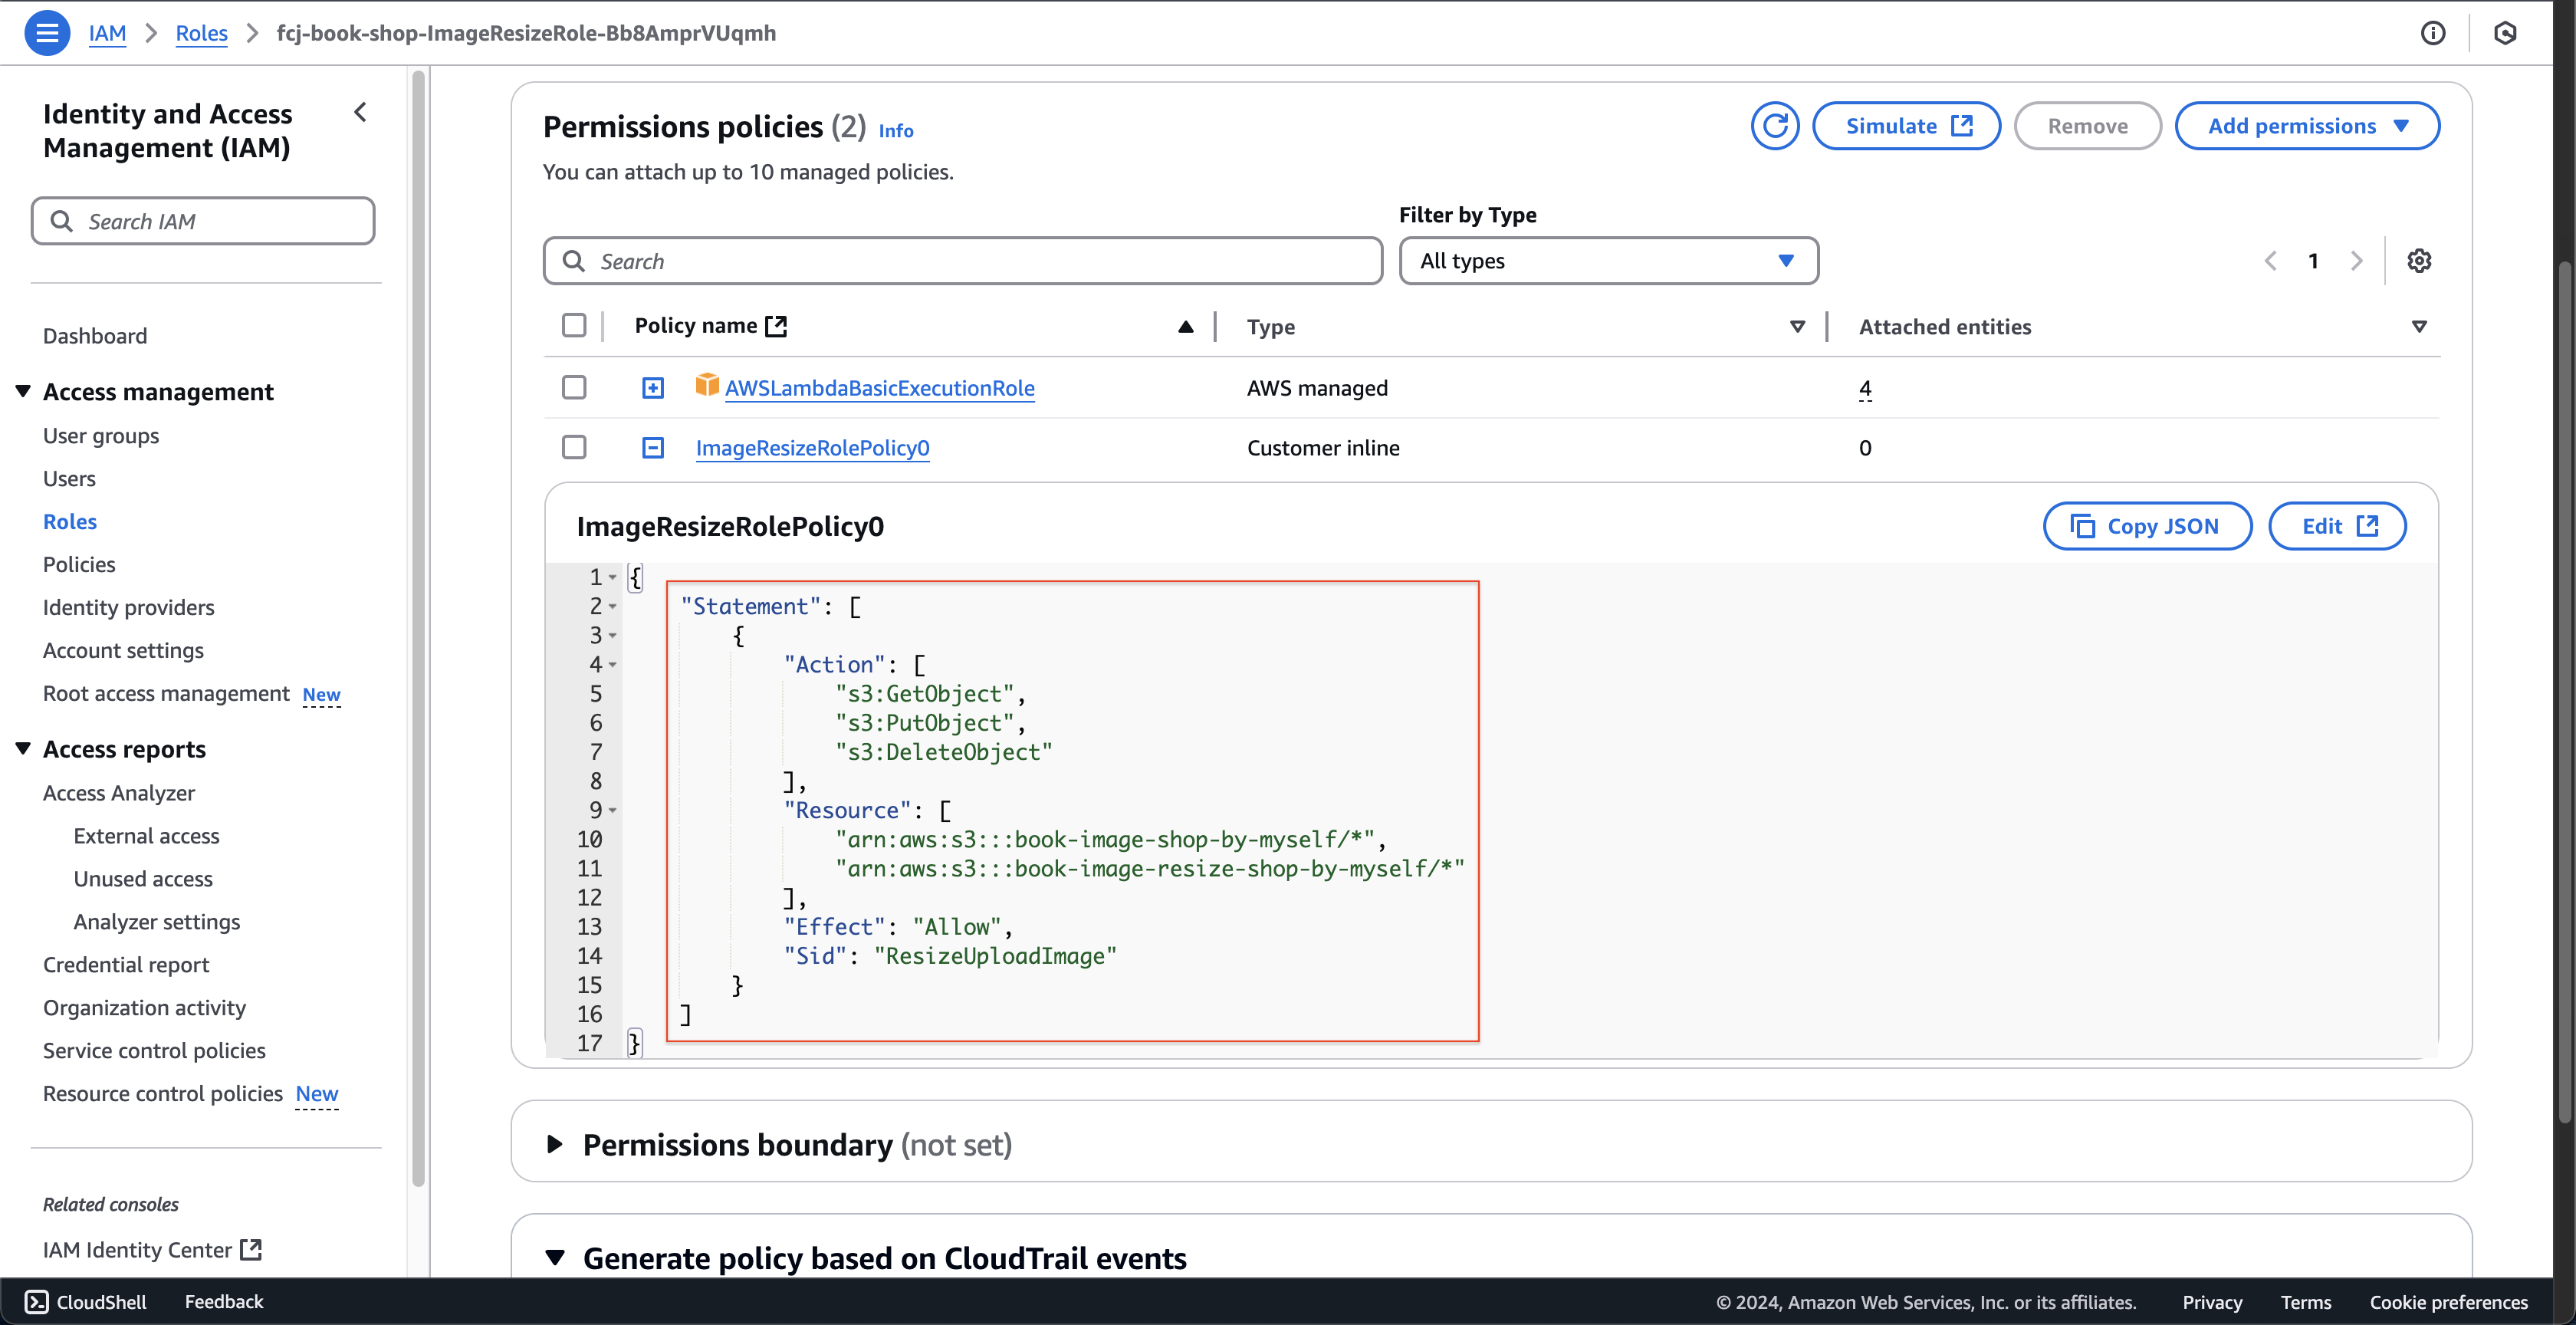 IAM > Roles > fcj-book-shop-ImageResizeRole-Bb8AmprVUqmh
Identity and Access
Management (IAM)
Search IAM
Dashboard
Access management
User groups
Users
Roles
Policies
Identity providers
Account settings
Root access management New
Access reports
Access Analyzer
External access
Unused access
Analyzer settings
Credential report
Organization activity
Service control policies
Resource control policies New
Related consoles
IAM Identity Center
Permissions policies (2) Info
You can attach up to 10 managed policies.
Simulate
Remove
Add permissions
Filter by Type
Search
All types
1
Policy name Type Attached entities
AWSLambdaBasicExecutionRole AWS managed 4
ImageResizeRolePolicy0 Customer inline 0
ImageResizeRolePolicy0
Copy JSON
Edit
1 {
2 "Statement": [
3 {
4 "Action": [
5 "s3:GetObject",
6 "s3:PutObject",
7 "s3:DeleteObject"
8 ],
9 "Resource": [
10 "arn:aws:s3:::book-image-shop-by-myself/*",
11 "arn:aws:s3:::book-image-resize-shop-by-myself/*"
12 ],
13 "Effect": "Allow",
14 "Sid": "ResizeUploadImage"
15 }
16 ]
17 }
Permissions boundary (not set)
Generate policy based on CloudTrail events
CloudShell Feedback © 2024, Amazon Web Services, Inc. or its affiliates. Privacy Terms Cookie preferences